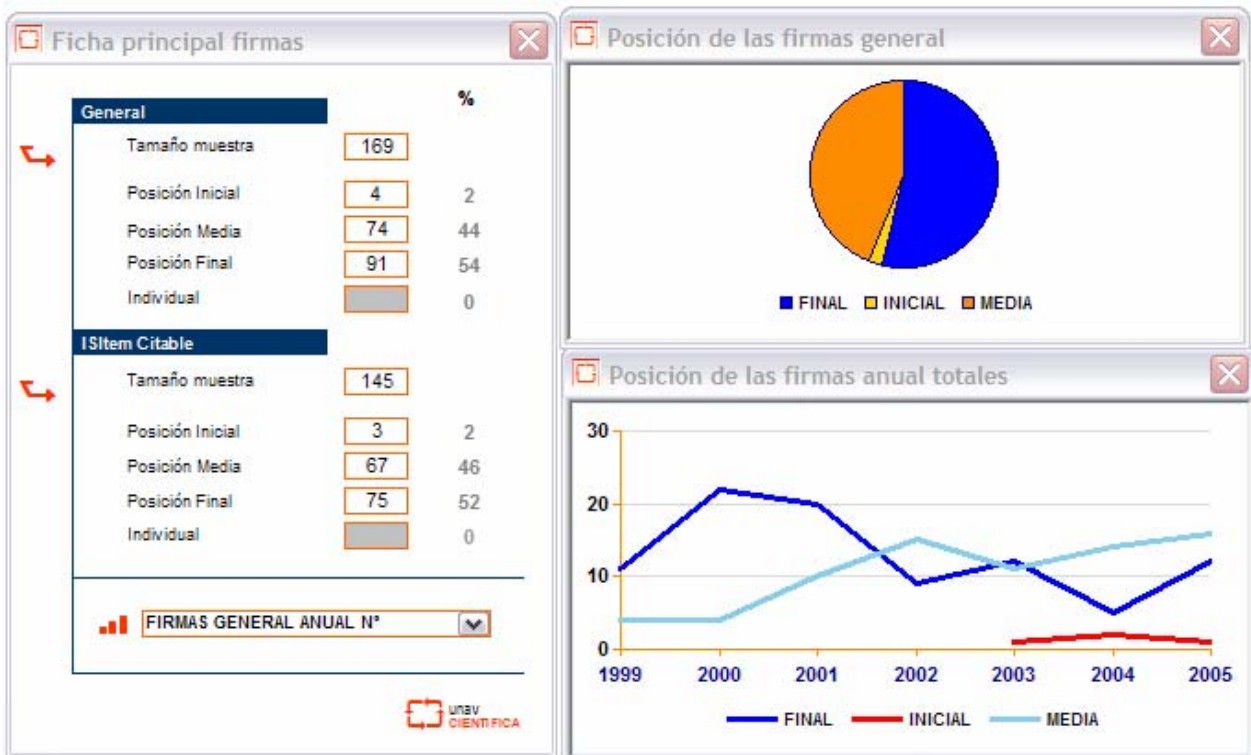 Ficha principal firmas
%
General
Tamaño muestra 169
Posición Inicial 4 2
Posición Media 74 44
Posición Final 91 54
Individual 0
ISItem Citable
Tamaño muestra 145
Posición Inicial 3 2
Posición Media 67 46
Posición Final 75 52
Individual 0
FIRMAS GENERAL ANUAL Nº
unav
CIENTIFICA
Posición de las firmas general
FINAL INICIAL MEDIA
Posición de las firmas anual totales
30
20
10
0
1999 2000 2001 2002 2003 2004 2005
FINAL INICIAL MEDIA